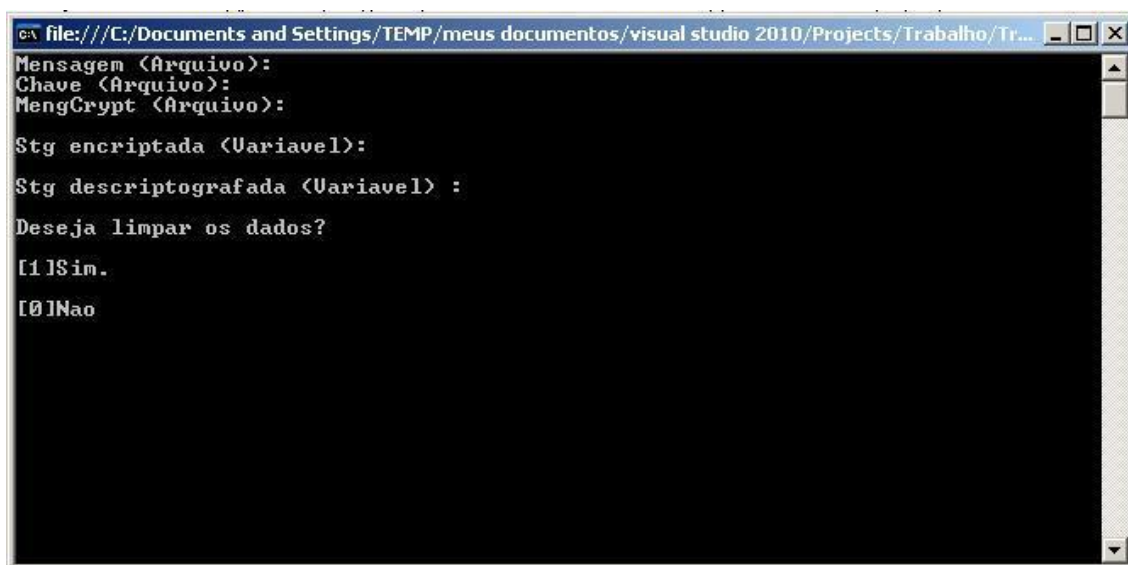 file:///C:/Documents and Settings/TEMP/meus documentos/visual studio 2010/Projects/Trabalho/Tr...
Mensagem (Arquivo):
Chave (Arquivo):
MengCrypt (Arquivo):
Stg encriptada (Variavel):
Stg descriptografada (Variavel) :
Deseja limpar os dados?
[1]Sim.
[0]Nao